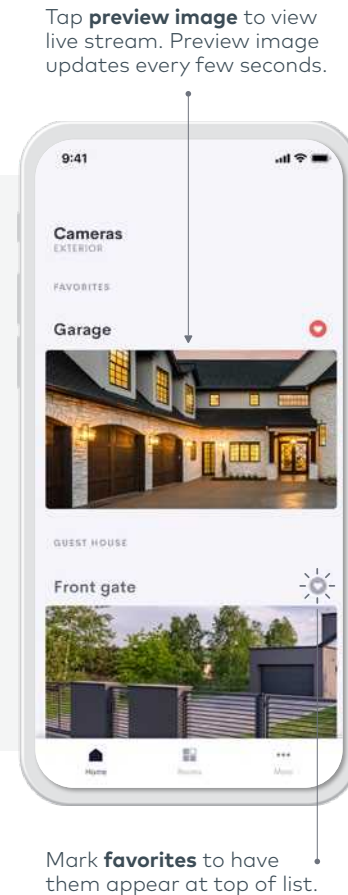 Tap preview image to view
live stream. Preview image
updates every few seconds.
9:41
Cameras
EXTERIOR
FAVORITES
Garage
GUEST HOUSE
Front gate
Home
Rooms
More
Mark favorites to have
them appear at top of list.